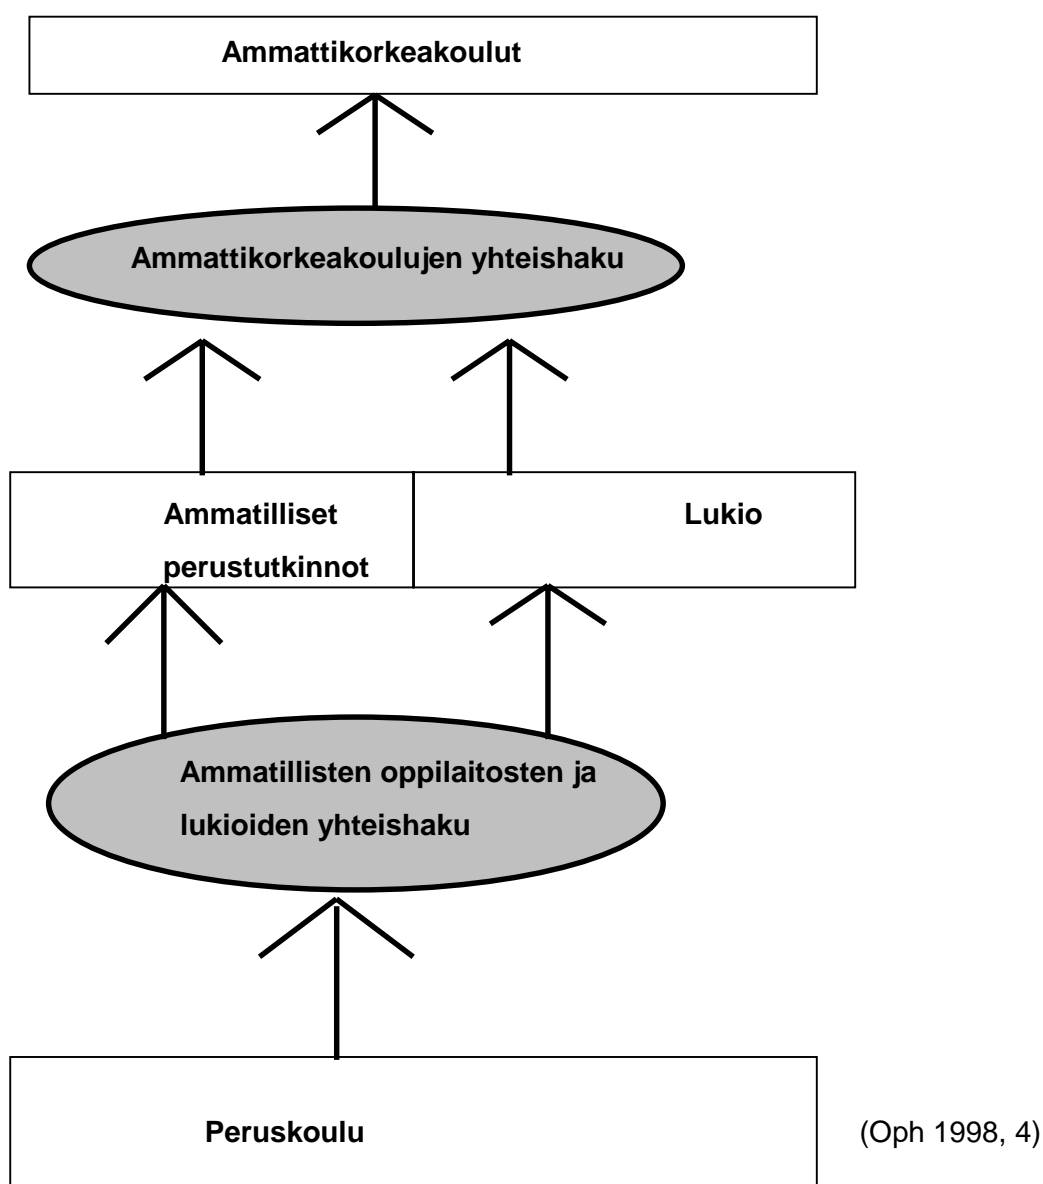 Ammattikorkeakoulut
Ammattikorkeakoulujen yhteishaku
Ammatilliset
perustutkinnot
Lukio
Ammatillisten oppilaitosten ja
lukioiden yhteishaku
Peruskoulu
(Oph 1998, 4)